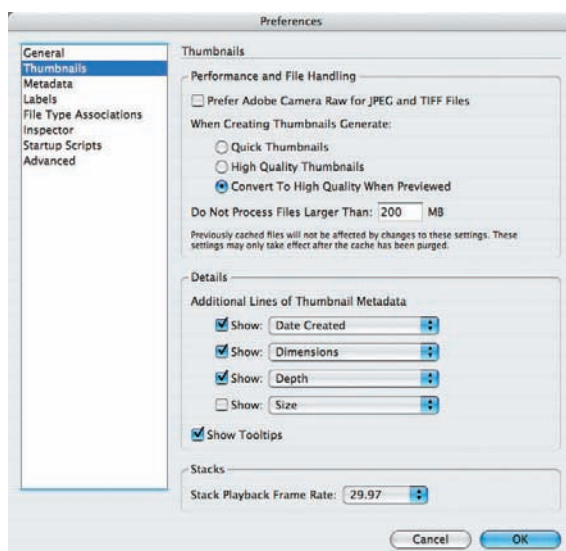 Preferences
General
Thumbnails
Metadata
Labels
File Type Associations
Inspector
Startup Scripts
Advanced
Thumbnails
Performance and File Handling
Prefer Adobe Camera Raw for JPEG and TIFF Files
When Creating Thumbnails Generate:
Quick Thumbnails
High Quality Thumbnails
Convert To High Quality When Previewed
Do Not Process Files Larger Than: 200 MB
Previously cached files will not be affected by changes to these settings. These
settings may only take effect after the cache has been purged.
Details
Additional Lines of Thumbnail Metadata
Show: Date Created
Show: Dimensions
Show: Depth
Show: Size
Show Tooltips
Stacks
Stack Playback Frame Rate: 29.97
Cancel OK